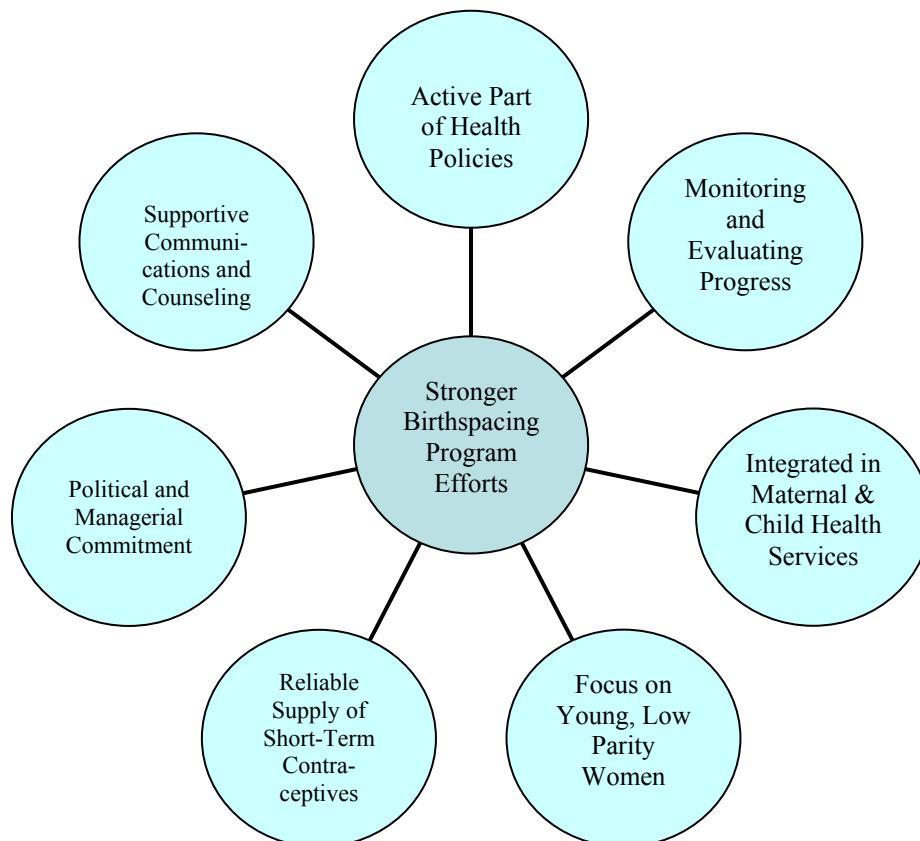 Active Part
of Health
Policies
Monitoring
and
Evaluating
Progress
Integrated in
Maternal &
Child Health
Services
Focus on
Young, Low
Parity
Women
Reliable
Supply of
Short-Term
Contra-
ceptives
Political and
Managerial
Commitment
Supportive
Communi-
cations and
Counseling
Stronger
Birthspacing
Program
Efforts